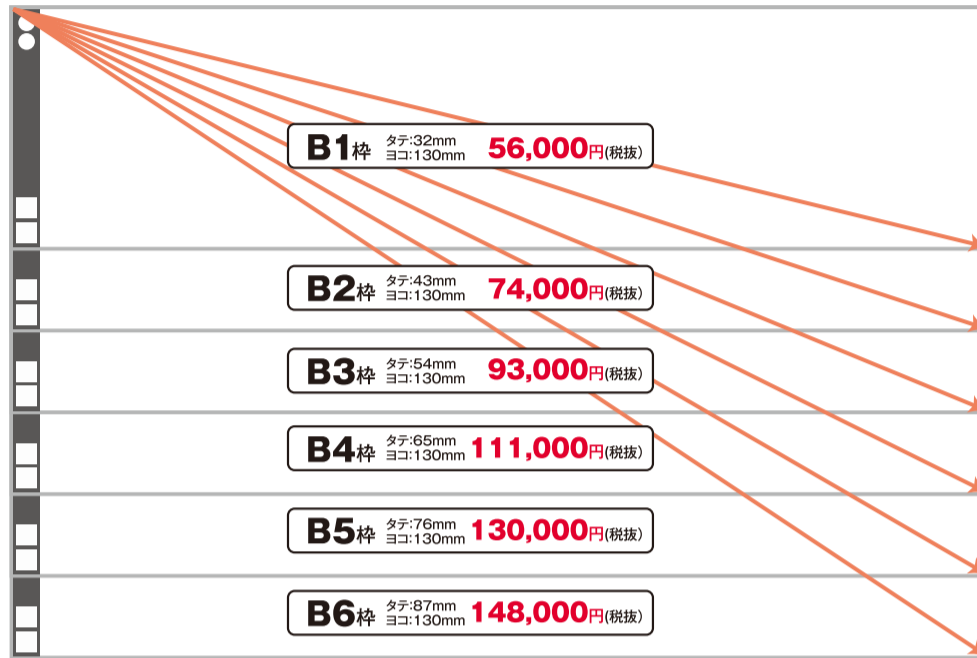 B1枠 タテ:32mm ヨコ:130mm 56,000円(税抜)
B2枠 タテ:43mm ヨコ:130mm 74,000円(税抜)
B3枠 タテ:54mm ヨコ:130mm 93,000円(税抜)
B4枠 タテ:65mm ヨコ:130mm 111,000円(税抜)
B5枠 タテ:76mm ヨコ:130mm 130,000円(税抜)
B6枠 タテ:87mm ヨコ:130mm 148,000円(税抜)